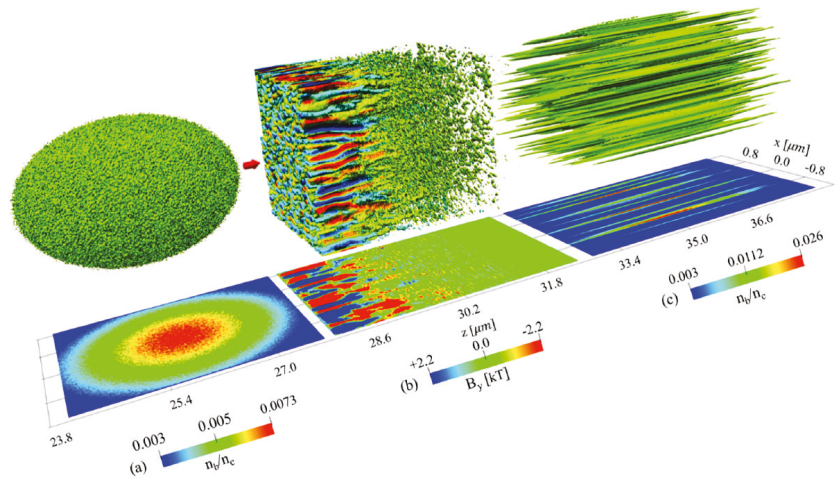 x [μm]
0.8
0.0
-0.8
23.8
25.4
27.0
28.6
30.2
31.8
33.4
35.0
36.6
z [μm]
(a)
0.003
0.005
0.0073
n_b/n_c
(b)
+2.2
0.0
-2.2
B_y [kT]
(c)
0.003
0.0112
0.026
n_b/n_c